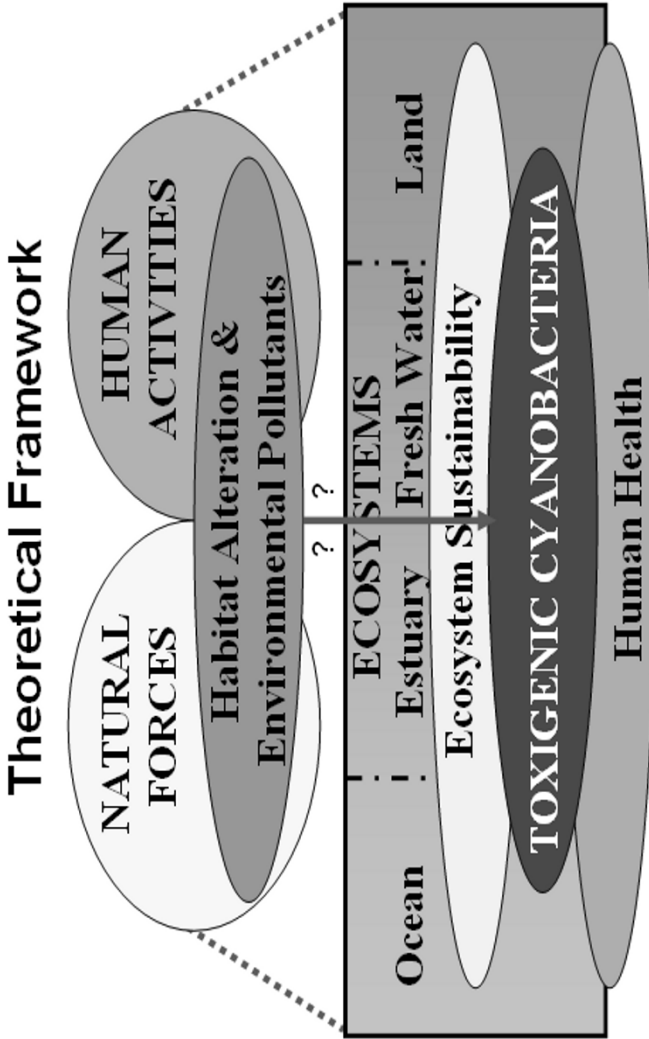 Theoretical Framework
NATURAL
FORCES
HUMAN
ACTIVITIES
Habitat Alteration &
Environmental Pollutants
? ?
ECOSYSTEMS
Ocean Estuary Fresh Water Land
Ecosystem Sustainability
TOXIGENIC CYANOBACTERIA
Human Health